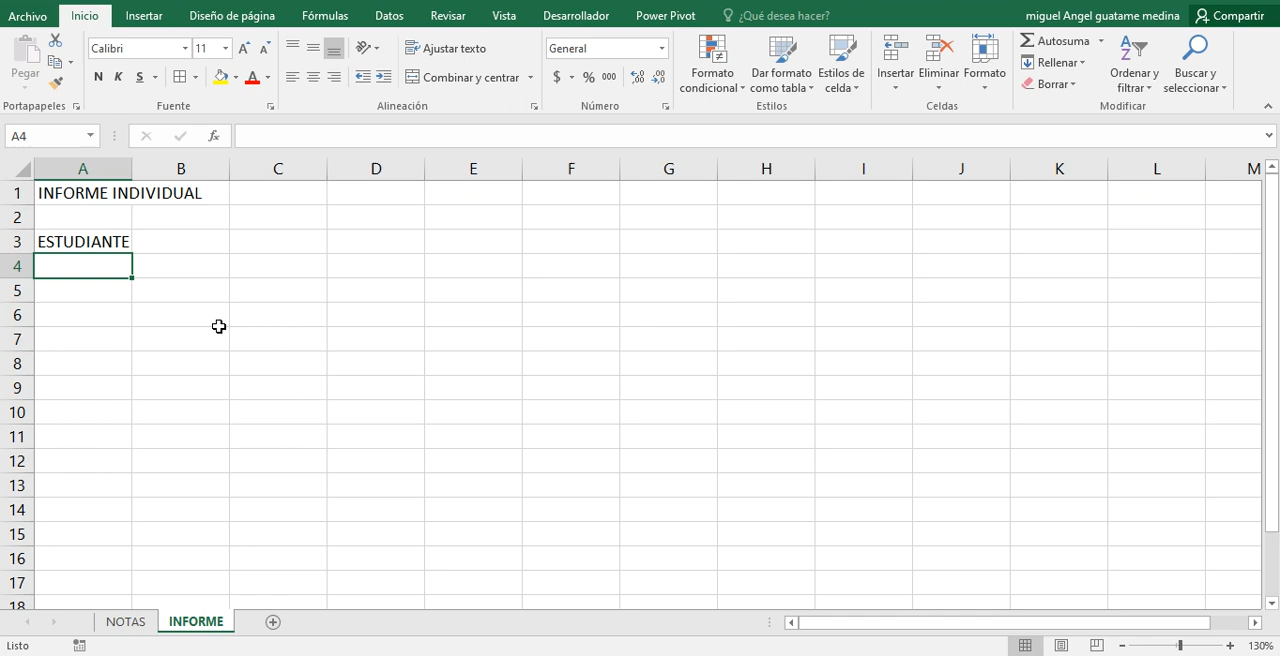 Archivo Inicio Insertar Diseño de página Fórmulas Datos Revisar Vista Desarrollador Power Pivot ¿Qué desea hacer? miguel Angel guatame medina Compartir
Pegar
Calibri 11
N K S
Ajustar texto
Combinar y centrar
General
$ % 000
Formato condicional
Dar formato como tabla
Estilos de celda
Insertar Eliminar Formato
Autosuma
Rellenar
Borrar
Ordenar y filtrar
Buscar y seleccionar
Portapapeles Fuente Alineación Número Estilos Celdas Modificar
A4 fx
A B C D E F G H I J K L M
1 INFORME INDIVIDUAL
2
3 ESTUDIANTE
4
5
6
7
8
9
10
11
12
13
14
15
16
17
18
NOTAS INFORME
Listo 130%